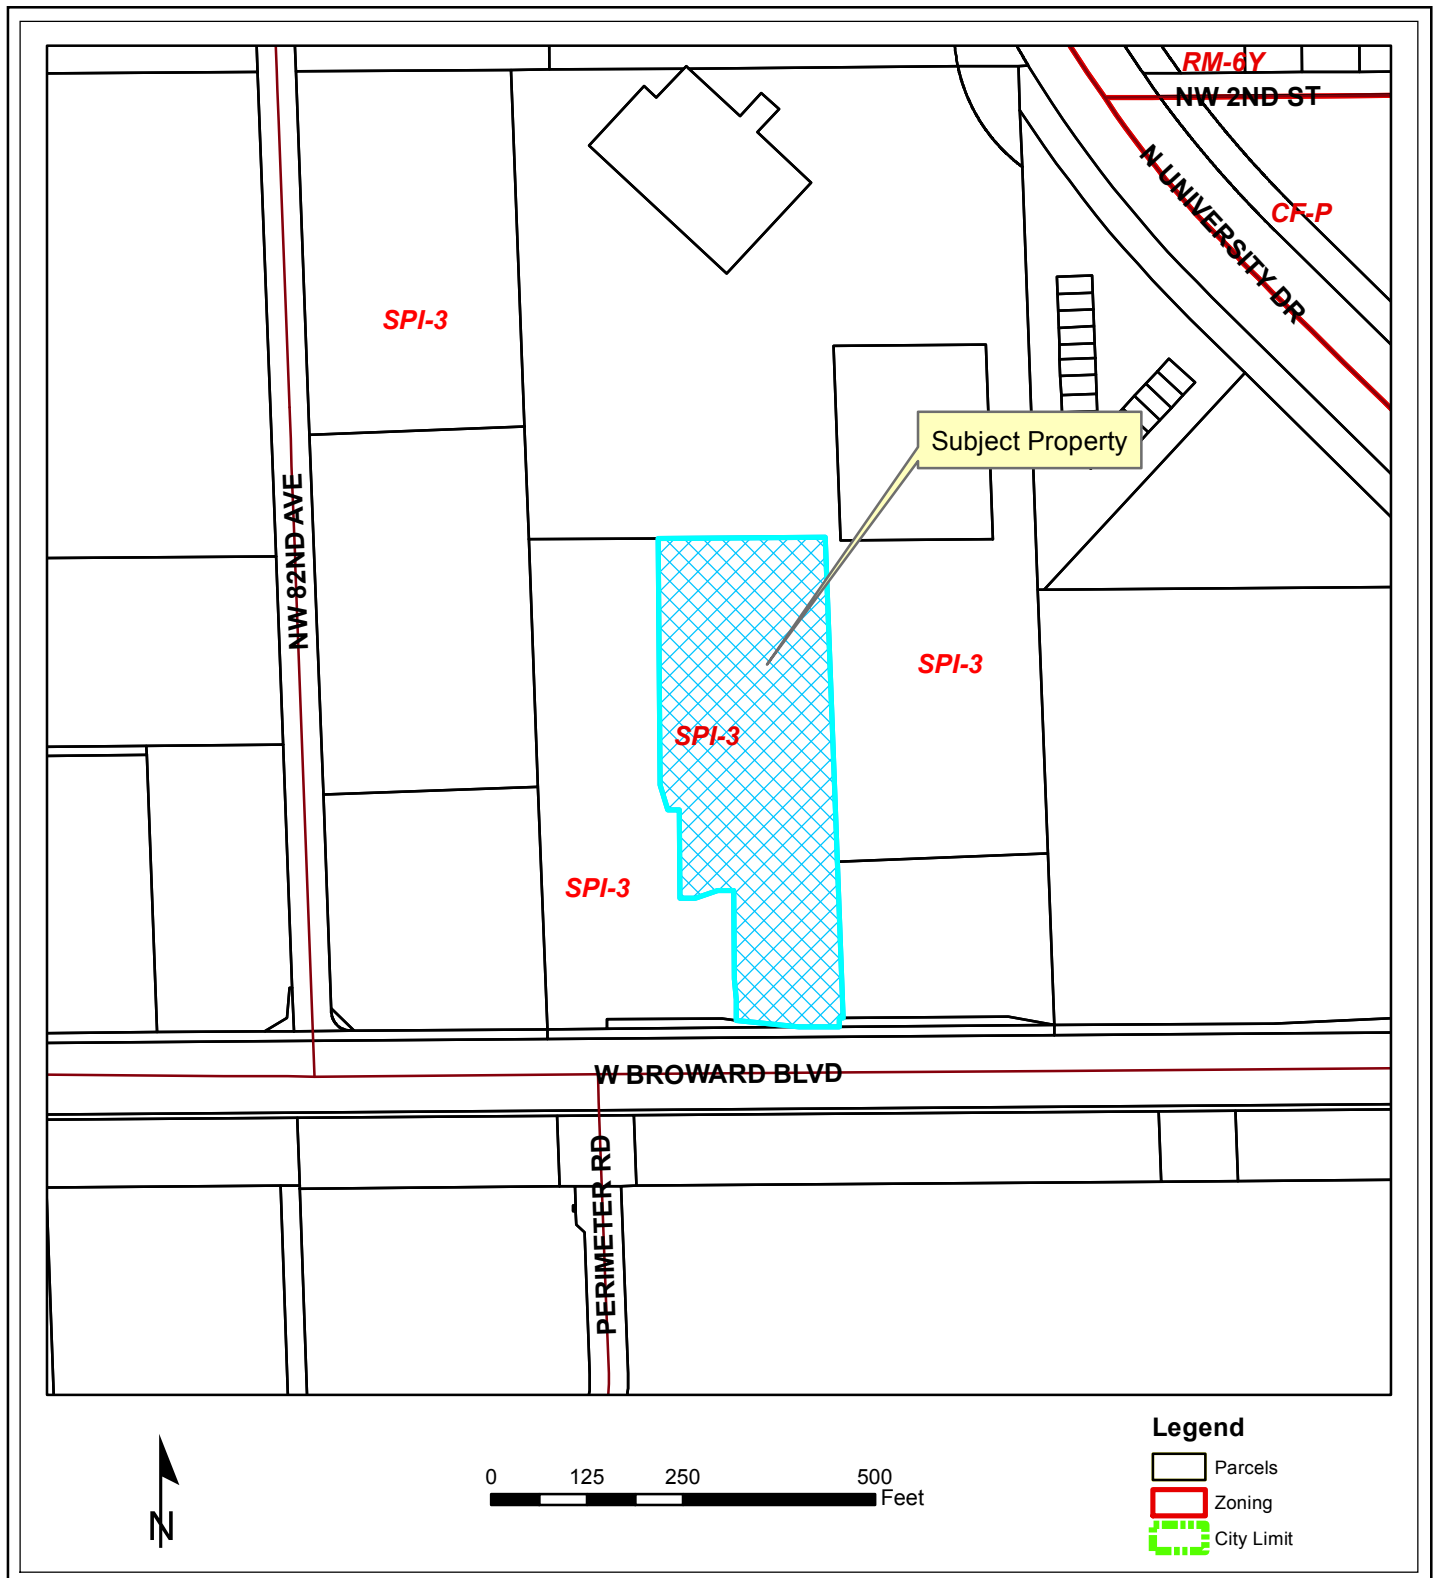 RM-6Y
NW 2ND ST
N UNIVERSITY DR
CF-P
SPI-3
Subject Property
NW 82ND AVE
SPI-3
SPI-3
SPI-3
W BROWARD BLVD
PERIMETER RD
Legend
Parcels
Zoning
City Limit
0 125 250 500
Feet
N